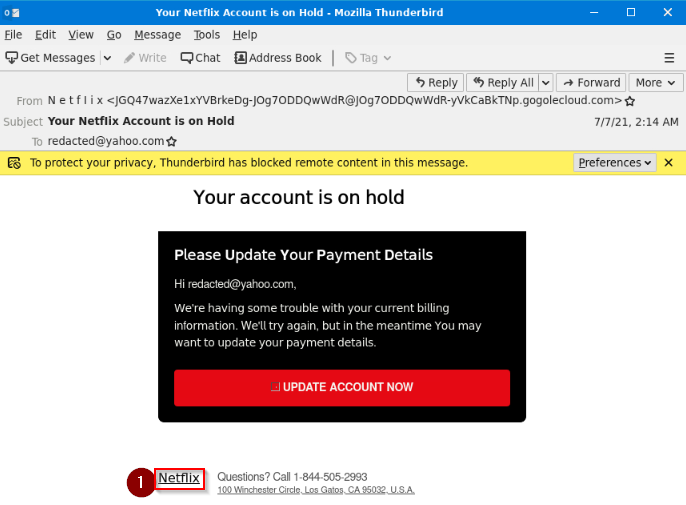 Your Netflix Account is on Hold - Mozilla Thunderbird
File Edit View Go Message Tools Help
Get Messages Write Chat Address Book Tag
Reply Reply All Forward More
From N e t f l i x <JGQ47wazXe1xYVBrkeDg-JOg7ODDQwWdR@JOg7ODDQwWdR-yVkCaBkTNp.gogolecloud.com>
Subject Your Netflix Account is on Hold 7/7/21, 2:14 AM
To redacted@yahoo.com
To protect your privacy, Thunderbird has blocked remote content in this message. Preferences
Your account is on hold
Please Update Your Payment Details
Hi redacted@yahoo.com,
We're having some trouble with your current billing
information. We'll try again, but in the meantime You may
want to update your payment details.
UPDATE ACCOUNT NOW
1 Netflix Questions? Call 1-844-505-2993
100 Winchester Circle, Los Gatos, CA 95032, U.S.A.